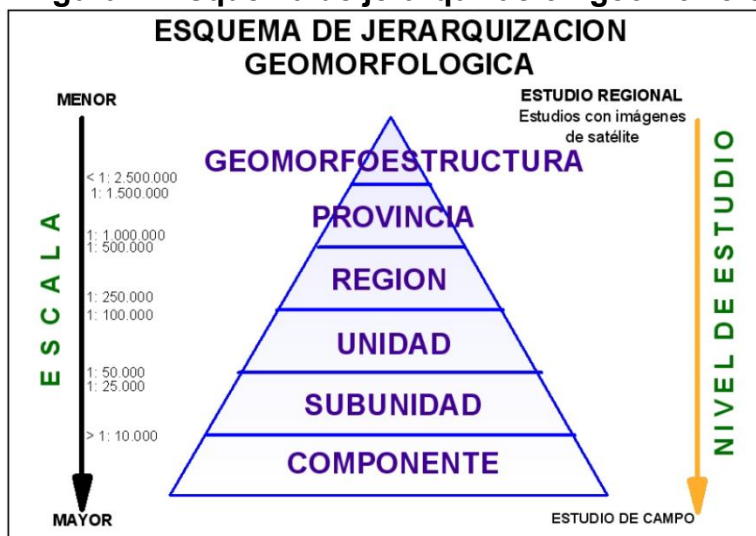 ESQUEMA DE JERARQUIZACION
GEOMORFOLOGICA
MENOR
ESCALA
< 1: 2.500.000
1: 1.500.000
1: 1.000.000
1: 500.000
1: 250.000
1: 100.000
1: 50.000
1: 25.000
> 1: 10.000
MAYOR
GEOMORFOESTRUCTURA
PROVINCIA
REGION
UNIDAD
SUBUNIDAD
COMPONENTE
ESTUDIO REGIONAL
Estudios con imágenes
de satélite
NIVEL DE ESTUDIO
ESTUDIO DE CAMPO